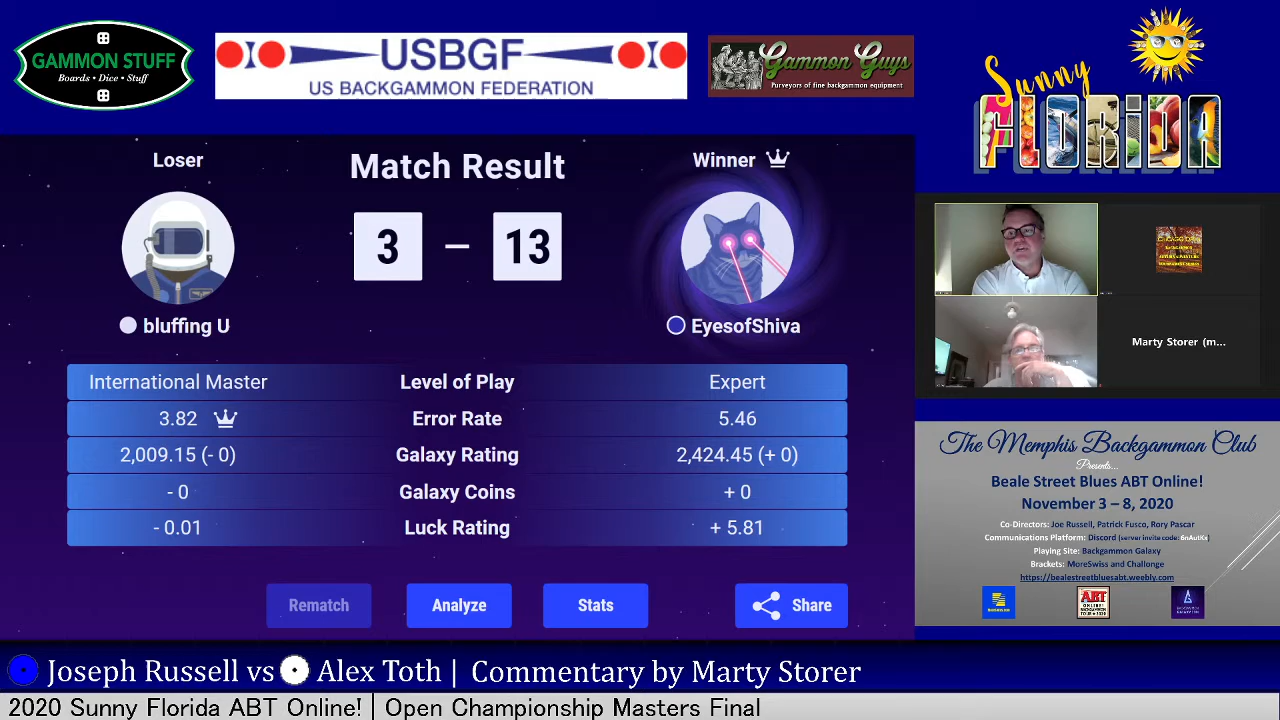 GAMMON STUFF
Boards • Dice • Stuff
USBGF
US BACKGAMMON FEDERATION
Gammon Guys
Purveyors of fine backgammon equipment
Sunny
FLORIDA
Loser
Match Result
Winner
3 – 13
bluffing U
EyesofShiva
International Master Level of Play Expert
3.82 Error Rate 5.46
2,009.15 (- 0) Galaxy Rating 2,424.45 (+ 0)
- 0 Galaxy Coins + 0
- 0.01 Luck Rating + 5.81
Rematch
Analyze
Stats
Share
Marty Storer (m...
The Memphis Backgammon Club
Presents...
Beale Street Blues ABT Online!
November 3 – 8, 2020
Co-Directors: Joe Russell, Patrick Fusco, Rory Pascar
Communications Platform: Discord (server invite code: 6nAutKx)
Playing Site: Backgammon Galaxy
Brackets: MoreSwiss and Challonge
https://bealestreetbluesabt.weebly.com
ABT
ONLINE!
Joseph Russell vs Alex Toth | Commentary by Marty Storer
2020 Sunny Florida ABT Online! | Open Championship Masters Final